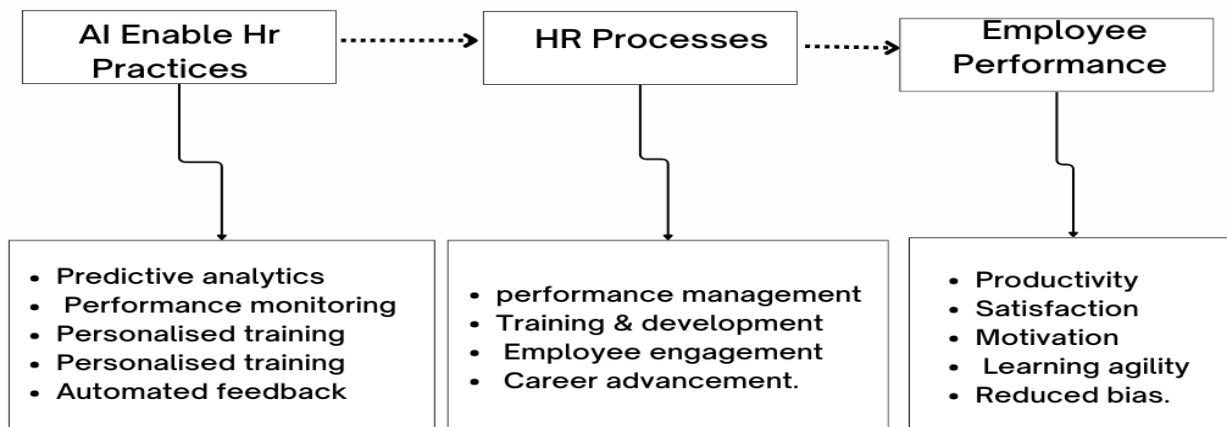 AI Enable Hr
Practices
HR Processes
Employee
Performance
• Predictive analytics
• Performance monitoring
• Personalised training
• Personalised training
• Automated feedback
• performance management
• Training & development
• Employee engagement
• Career advancement.
• Productivity
• Satisfaction
• Motivation
• Learning agility
• Reduced bias.